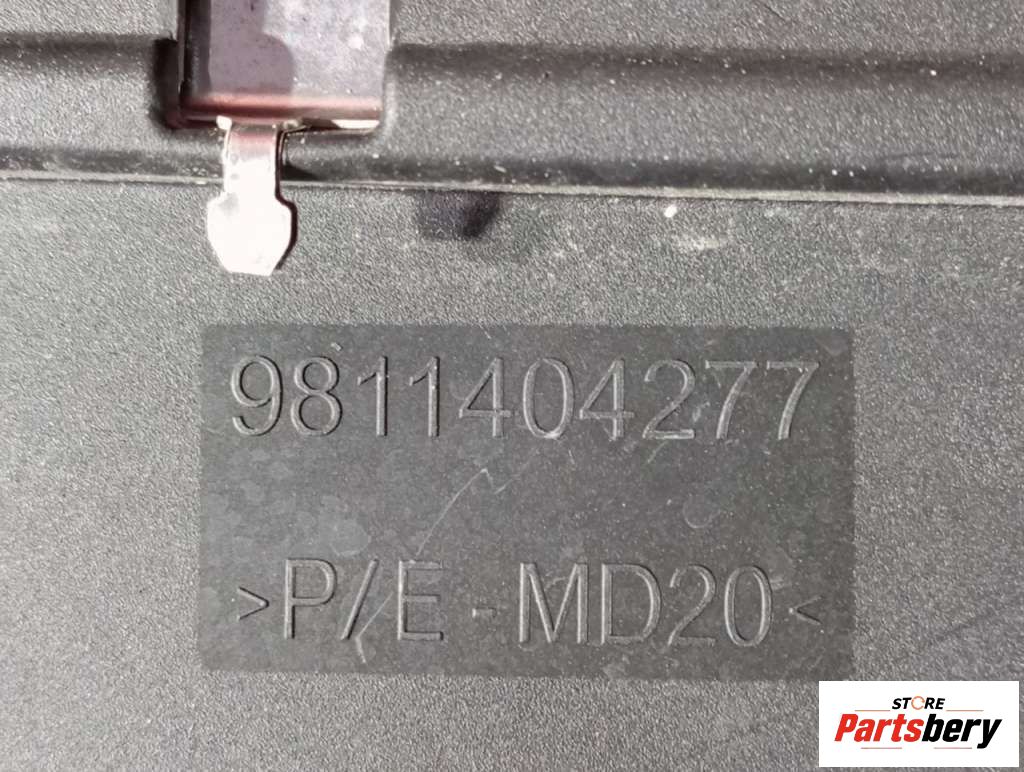 9811404277
>P/E-MD20<
STORE
Partsbery